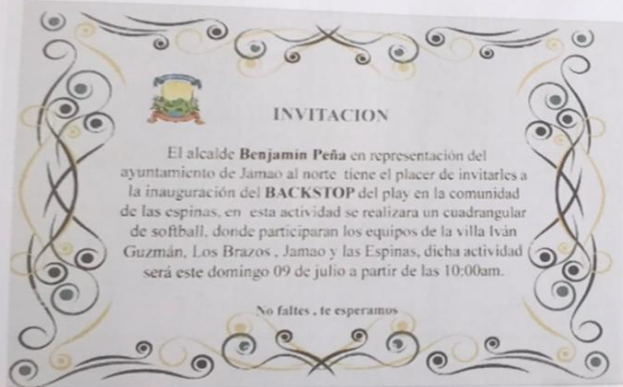 INVITACION
El alcalde Benjamín Peña en representación del
ayuntamiento de Jamao al norte tiene el placer de invitarles a
la inauguración del BACKSTOP del play en la comunidad
de las espinas, en esta actividad se realizara un cuadrangular
de softball, donde participaran los equipos de la villa Iván
Guzmán, Los Brazos , Jamao y las Espinas, dicha actividad
será este domingo 09 de julio a partir de las 10:00am.
No faltes , te esperamos